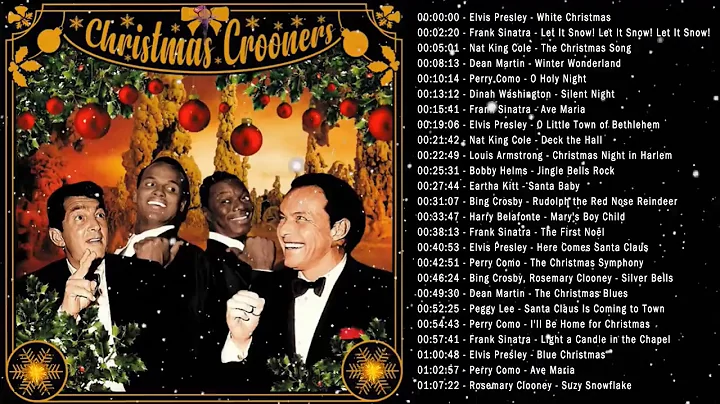 Christmas Crooners
00:00:00 - Elvis Presley - White Christmas
00:02:20 - Frank Sinatra - Let It Snow! Let It Snow! Let It Snow!
00:05:01 - Nat King Cole - The Christmas Song
00:08:13 - Dean Martin - Winter Wonderland
00:10:14 - Perry Como - O Holy Night
00:13:12 - Dinah Washington - Silent Night
00:15:41 - Frank Sinatra - Ave Maria
00:19:06 - Elvis Presley - O Little Town of Bethlehem
00:21:42 - Nat King Cole - Deck the Hall
00:22:49 - Louis Armstrong - Christmas Night in Harlem
00:25:31 - Bobby Helms - Jingle Bells Rock
00:27:44 - Eartha Kitt - Santa Baby
00:31:07 - Bing Crosby - Rudolph the Red Nose Reindeer
00:33:47 - Harry Belafonte - Mary's Boy Child
00:38:13 - Frank Sinatra - The First Noël
00:40:53 - Elvis Presley - Here Comes Santa Claus
00:42:51 - Perry Como - The Christmas Symphony
00:46:24 - Bing Crosby, Rosemary Clooney - Silver Bells
00:49:30 - Dean Martin - The Christmas Blues
00:52:25 - Peggy Lee - Santa Claus Is Coming to Town
00:54:43 - Perry Como - I'll Be Home for Christmas
00:57:41 - Frank Sinatra - Light a Candle in the Chapel
01:00:48 - Elvis Presley - Blue Christmas
01:02:57 - Perry Como - Ave Maria
01:07:22 - Rosemary Clooney - Suzy Snowflake